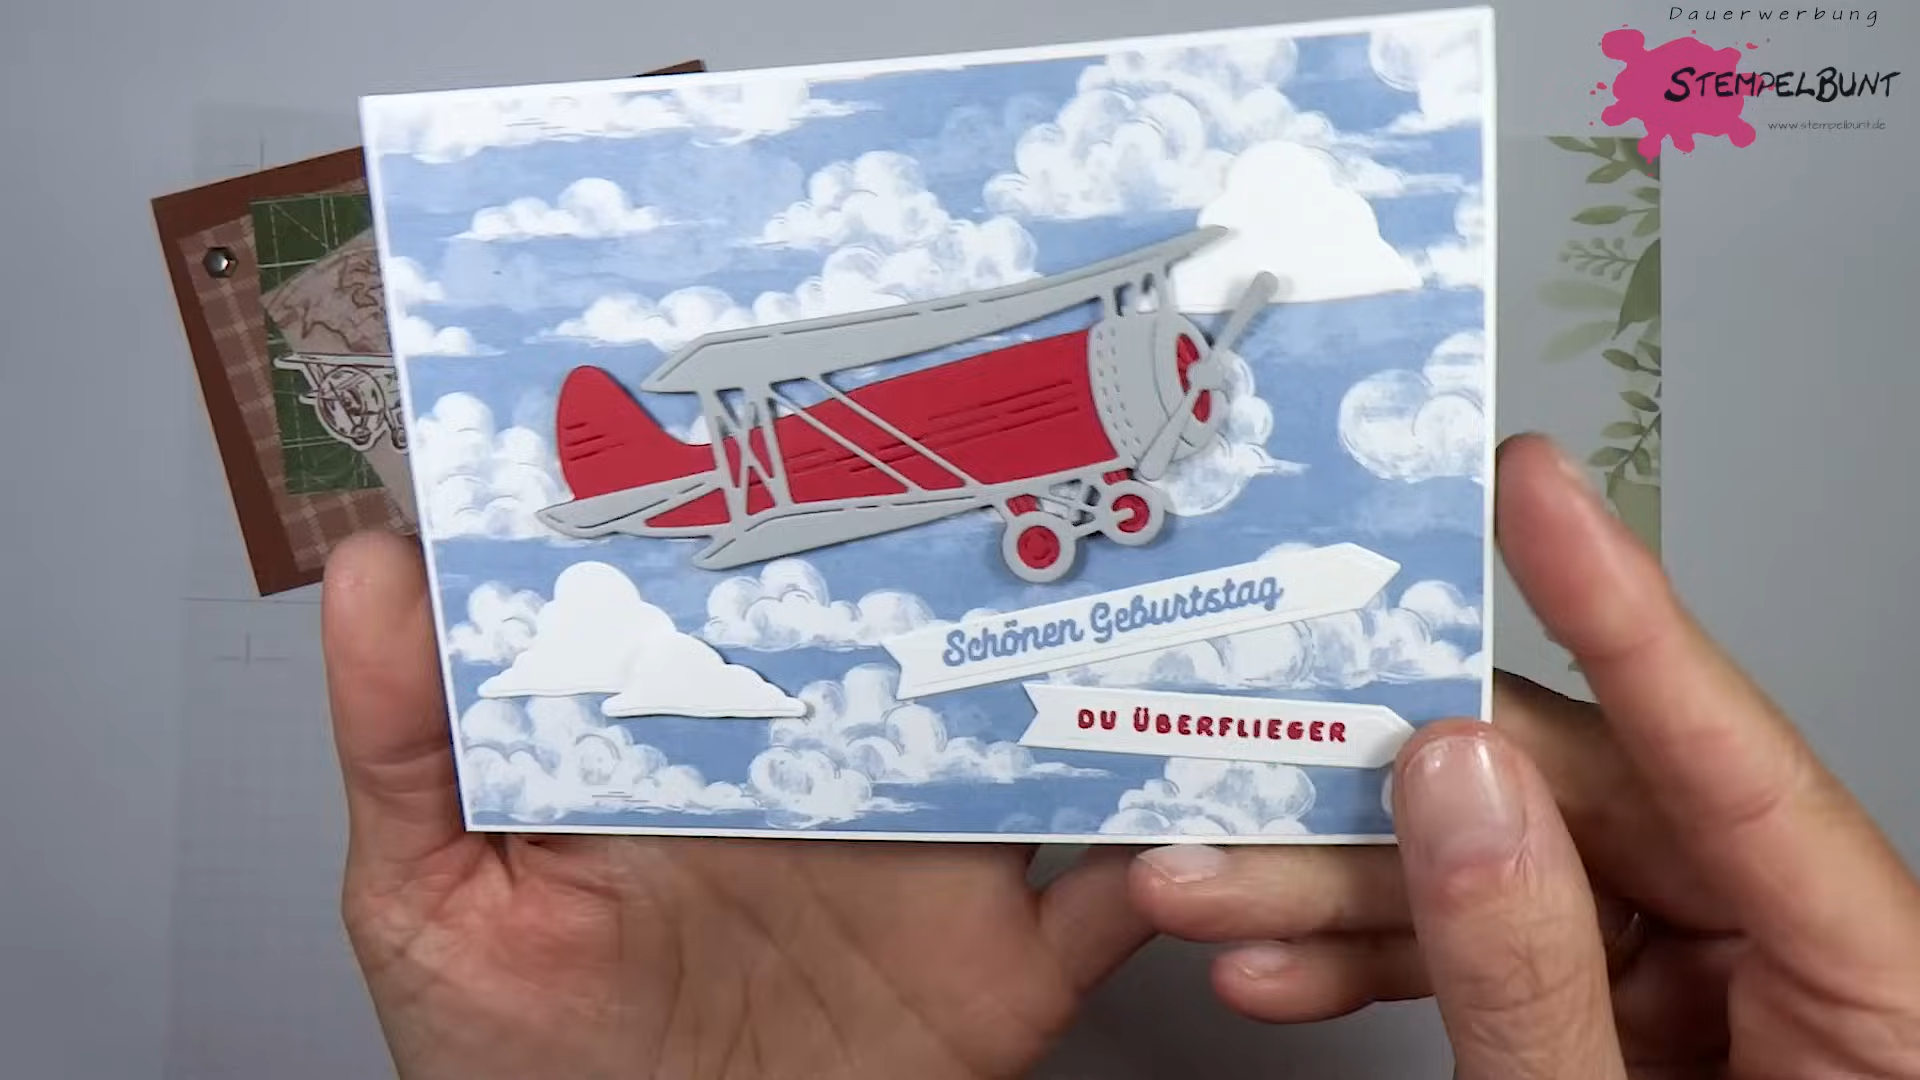 Dauerwerbung
STEMPELBUNT
www.stempelbunt.de
Schönen Geburtstag
DU ÜBERFLIEGER